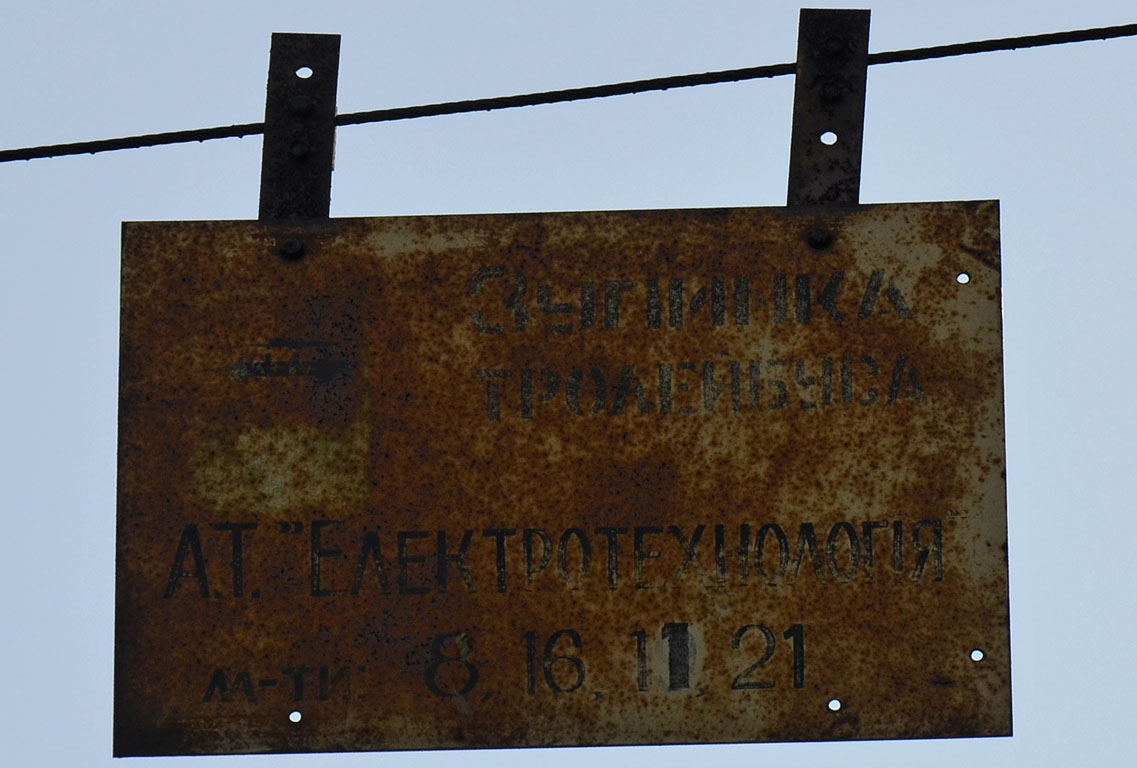 ЗУПИНКА
ТРОЛЕЙБУСА
А.Т. "ЕЛЕКТРОТЕХНОЛОГІЯ"
м-ти: 8, 16, 11, 21